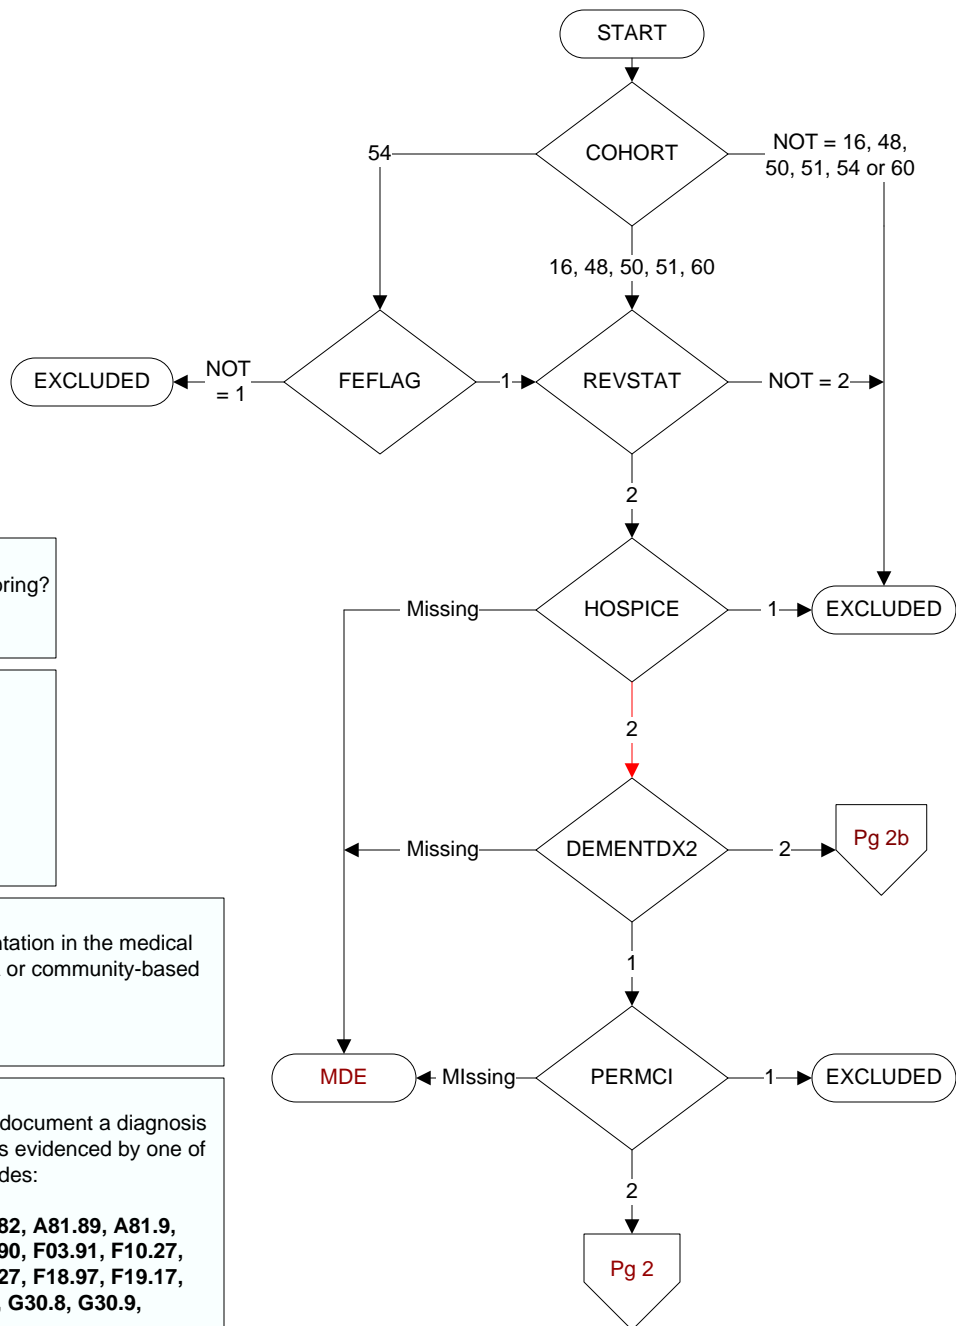 START
COHORT
54
NOT = 16, 48,
50, 51, 54 or 60
16, 48, 50, 51, 60
EXCLUDED
NOT
= 1
FEFLAG
1
REVSTAT
NOT = 2
2
oring?
Missing
HOSPICE
1
EXCLUDED
2
Missing
DEMENTDX2
2
Pg 2b
ntation in the medical
or community-based
1
MDE
MIssing
PERMCI
1
EXCLUDED
document a diagnosis
s evidenced by one of
des:
82, A81.89, A81.9,
90, F03.91, F10.27,
27, F18.97, F19.17,
, G30.8, G30.9,
2
Pg 2